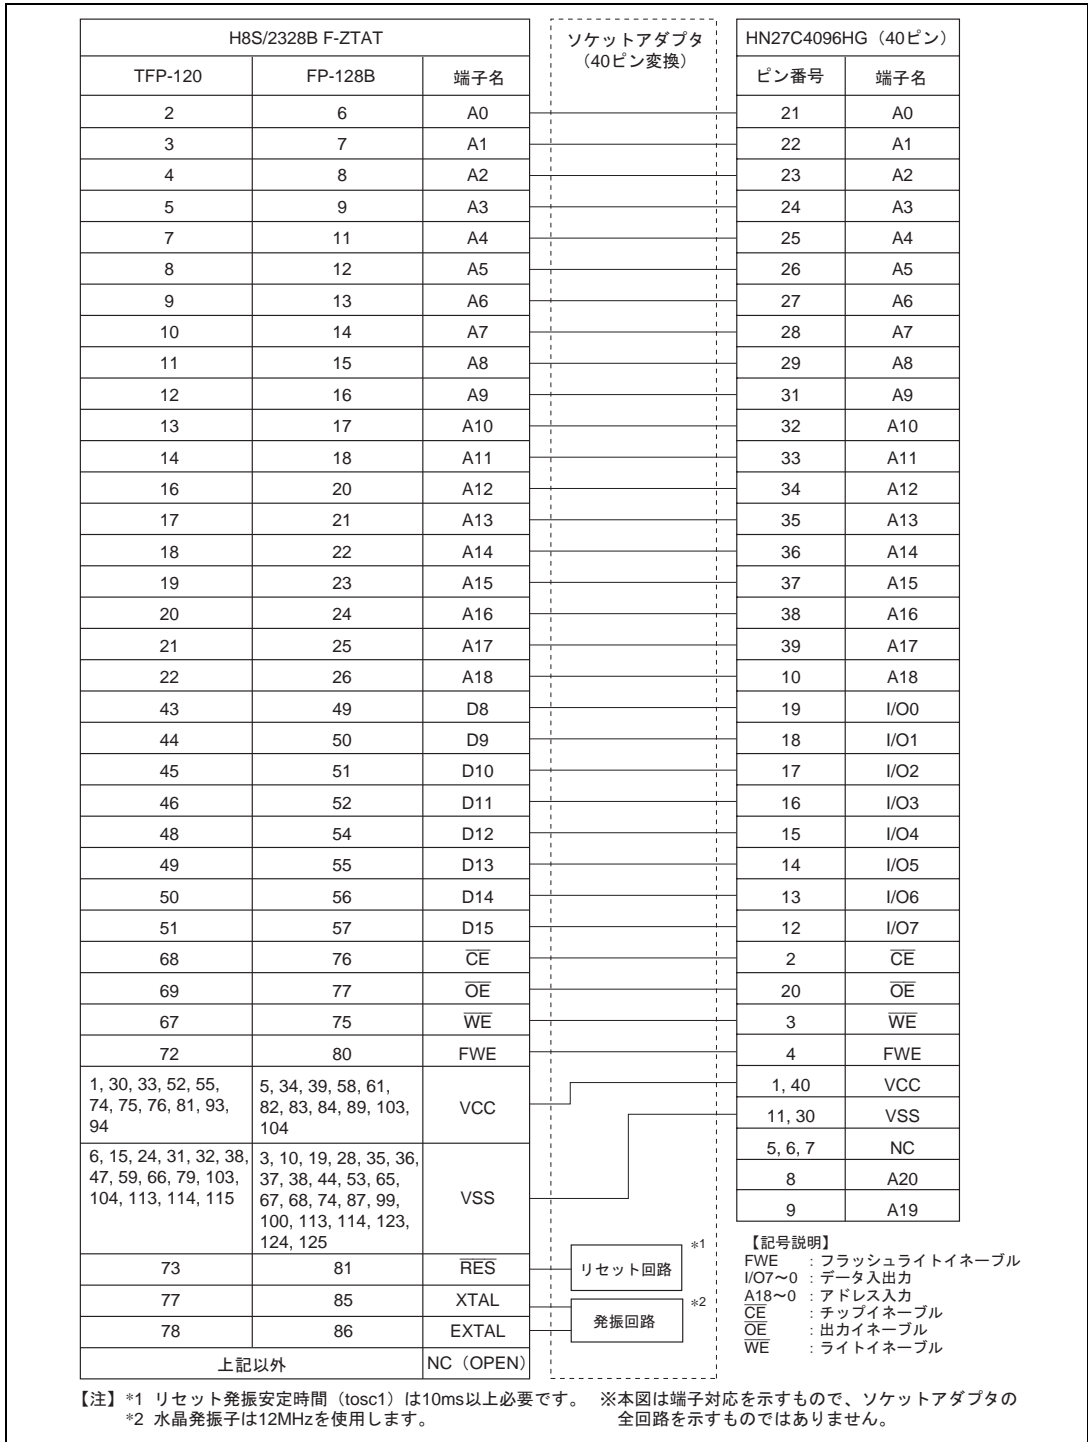 H8S/2328B F-ZTAT ソケットアダプタ HN27C4096HG（40ピン）
TFP-120 FP-128B 端子名 （40ピン変換） ピン番号 端子名
2 6 A0 21 A0
3 7 A1 22 A1
4 8 A2 23 A2
5 9 A3 24 A3
7 11 A4 25 A4
8 12 A5 26 A5
9 13 A6 27 A6
10 14 A7 28 A7
11 15 A8 29 A8
12 16 A9 31 A9
13 17 A10 32 A10
14 18 A11 33 A11
16 20 A12 34 A12
17 21 A13 35 A13
18 22 A14 36 A14
19 23 A15 37 A15
20 24 A16 38 A16
21 25 A17 39 A17
22 26 A18 10 A18
43 49 D8 19 I/O0
44 50 D9 18 I/O1
45 51 D10 17 I/O2
46 52 D11 16 I/O3
48 54 D12 15 I/O4
49 55 D13 14 I/O5
50 56 D14 13 I/O6
51 57 D15 12 I/O7
68 76 CE 2 CE
69 77 OE 20 OE
67 75 WE 3 WE
72 80 FWE 4 FWE
1, 30, 33, 52, 55,
74, 75, 76, 81, 93,
94
5, 34, 39, 58, 61,
82, 83, 84, 89, 103,
104
VCC
1, 40 VCC
11, 30 VSS
6, 15, 24, 31, 32, 38,
47, 59, 66, 79, 103,
104, 113, 114, 115
3, 10, 19, 28, 35, 36,
37, 38, 44, 53, 65,
67, 68, 74, 87, 99,
100, 113, 114, 123,
124, 125
VSS
5, 6, 7 NC
8 A20
9 A19
73 81 RES リセット回路 *1
77 85 XTAL
発振回路 *2
78 86 EXTAL
上記以外 NC（OPEN）
【記号説明】
FWE : フラッシュライトイネーブル
I/O7～0 : データ入出力
A18～0 : アドレス入力
CE : チップイネーブル
OE : 出力イネーブル
WE : ライトイネーブル
【注】*1 リセット発振安定時間（tosc1）は10ms以上必要です。
*2 水晶発振子は12MHzを使用します。
※本図は端子対応を示すもので、ソケットアダプタの
全回路を示すものではありません。